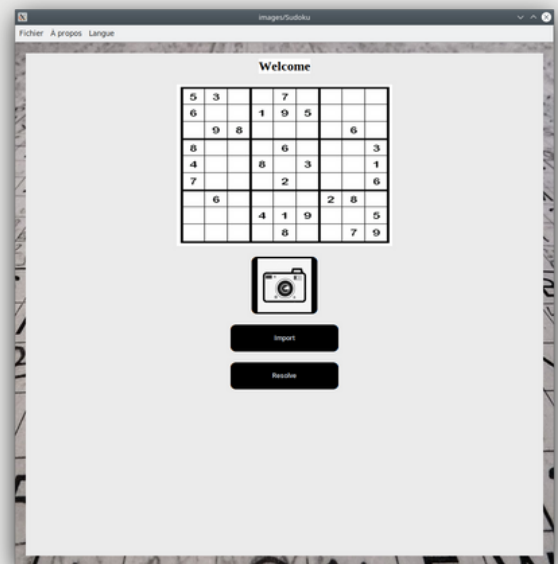 images/Sudoku
Fichier À propos Langue
Welcome
5 3 7
6 1 9 5
9 8 6
8 6 3
4 8 3 1
7 2 6
6 2 8
4 1 9 5
8 7 9
Import
Resolve